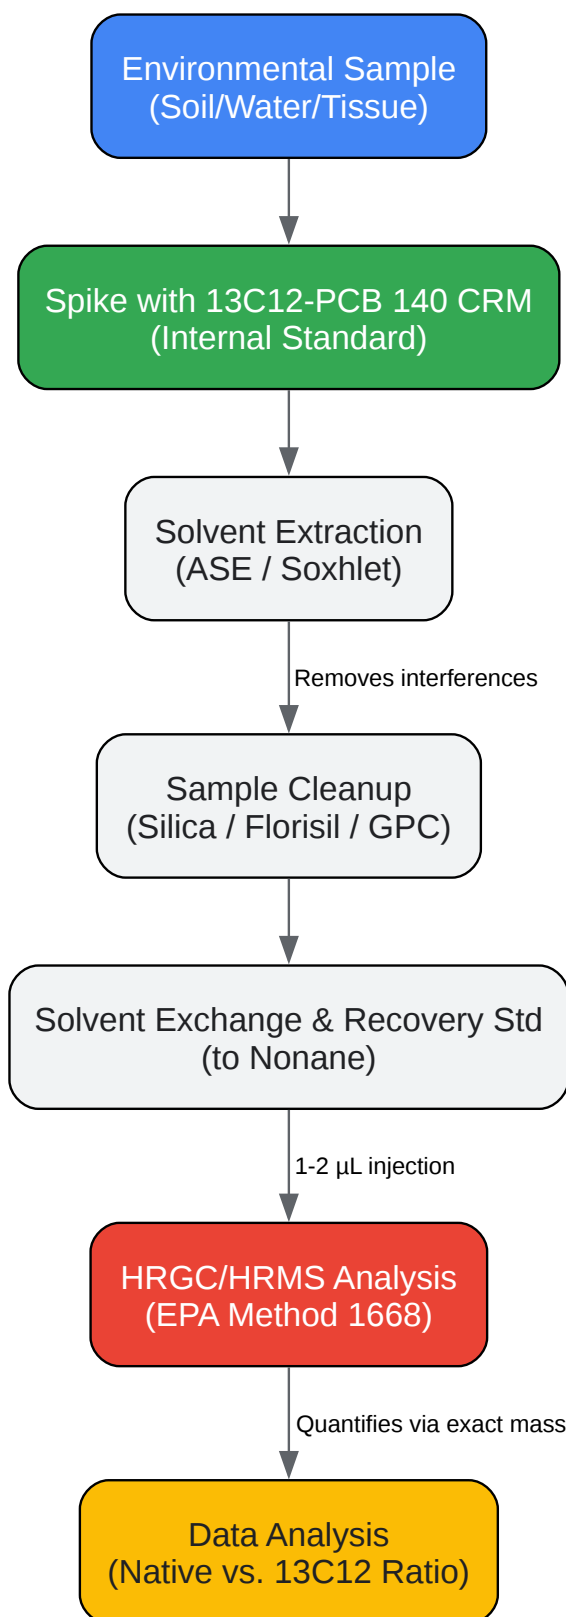 Environmental Sample
(Soil/Water/Tissue)
Spike with 13C12-PCB 140 CRM
(Internal Standard)
Solvent Extraction
(ASE / Soxhlet)
Removes interferences
Sample Cleanup
(Silica / Florisil / GPC)
Solvent Exchange & Recovery Std
(to Nonane)
1-2 µL injection
HRGC/HRMS Analysis
(EPA Method 1668)
Quantifies via exact mass
Data Analysis
(Native vs. 13C12 Ratio)